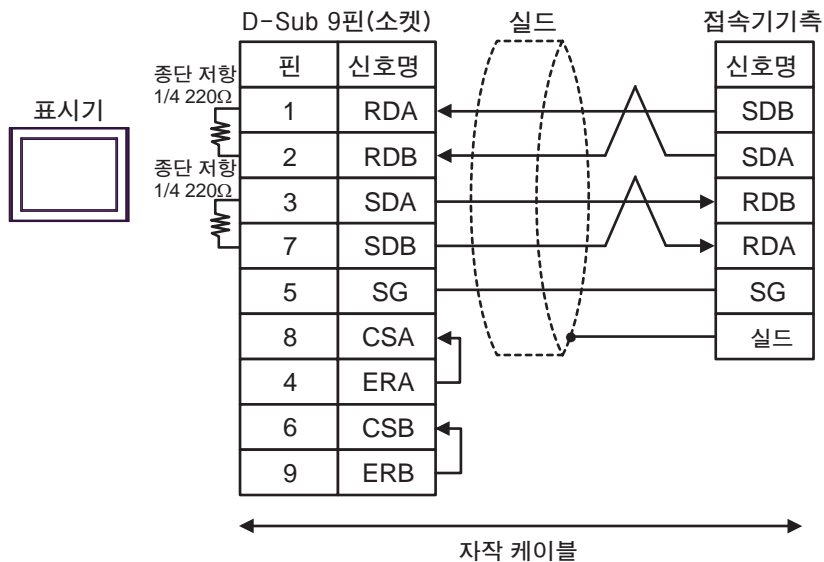 D-Sub 9핀(소켓)
실드
접속기기측
표시기
종단 저항
1/4 220Ω
종단 저항
1/4 220Ω
핀 신호명 신호명
1 RDA SDB
2 RDB SDA
3 SDA RDB
7 SDB RDA
5 SG SG
8 CSA 실드
4 ERA
6 CSB
9 ERB
자작 케이블